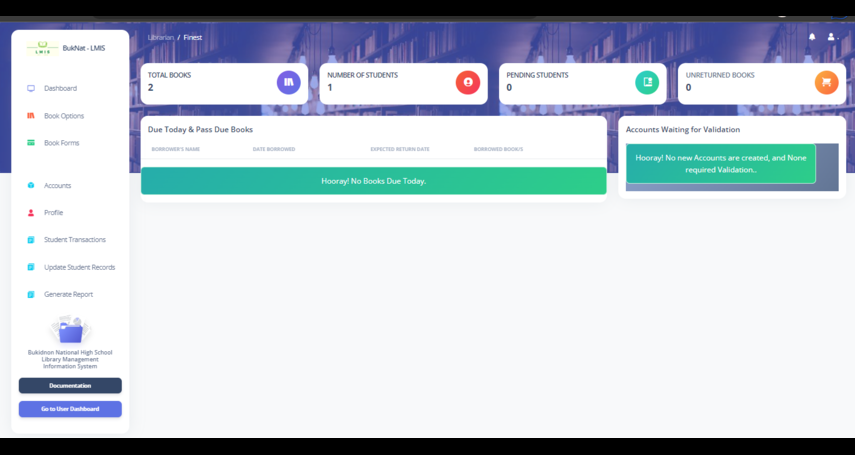 LMIS
BukNat - LMIS
Dashboard
Book Options
Book Forms
Accounts
Profile
Student Transactions
Update Student Records
Generate Report
Bukidnon National High School
Library Management
Information System
Documentation
Go to User Dashboard
Librarian / Finest
TOTAL BOOKS
2
NUMBER OF STUDENTS
1
PENDING STUDENTS
0
UNRETURNED BOOKS
0
Due Today & Pass Due Books
BORROWER'S NAME DATE BORROWED EXPECTED RETURN DATE BORROWED BOOK/S
Hooray! No Books Due Today.
Accounts Waiting for Validation
Hooray! No new Accounts are created, and None
required Validation..